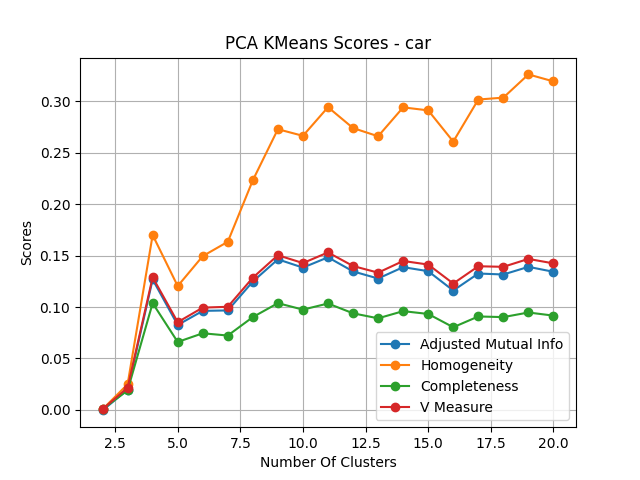 PCA KMeans Scores - car
Scores
0.30
0.25
0.20
0.15
0.10
0.05
0.00
2.5 5.0 7.5 10.0 12.5 15.0 17.5 20.0
Number Of Clusters
Adjusted Mutual Info
Homogeneity
Completeness
V Measure